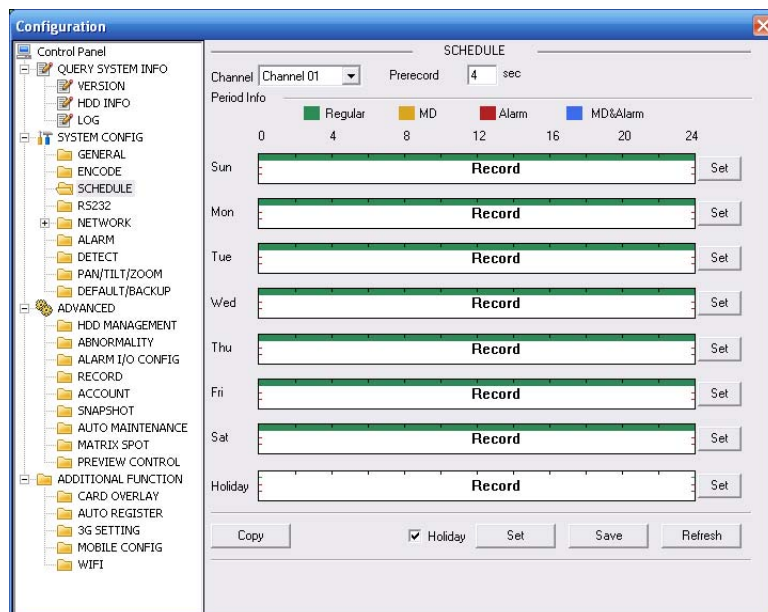 Configuration
Control Panel
QUERY SYSTEM INFO
VERSION
HDD INFO
LOG
SYSTEM CONFIG
GENERAL
ENCODE
SCHEDULE
RS232
NETWORK
ALARM
DETECT
PAN/TILT/ZOOM
DEFAULT/BACKUP
ADVANCED
HDD MANAGEMENT
ABNORMALITY
ALARM I/O CONFIG
RECORD
ACCOUNT
SNAPSHOT
AUTO MAINTENANCE
MATRIX SPOT
PREVIEW CONTROL
ADDITIONAL FUNCTION
CARD OVERLAY
AUTO REGISTER
3G SETTING
MOBILE CONFIG
WIFI
SCHEDULE
Channel Channel 01 Prerecord 4 sec
Period Info
Regular MD Alarm MD&Alarm
0 4 8 12 16 20 24
Sun Record Set
Mon Record Set
Tue Record Set
Wed Record Set
Thu Record Set
Fri Record Set
Sat Record Set
Holiday Record Set
Copy Holiday Set Save Refresh